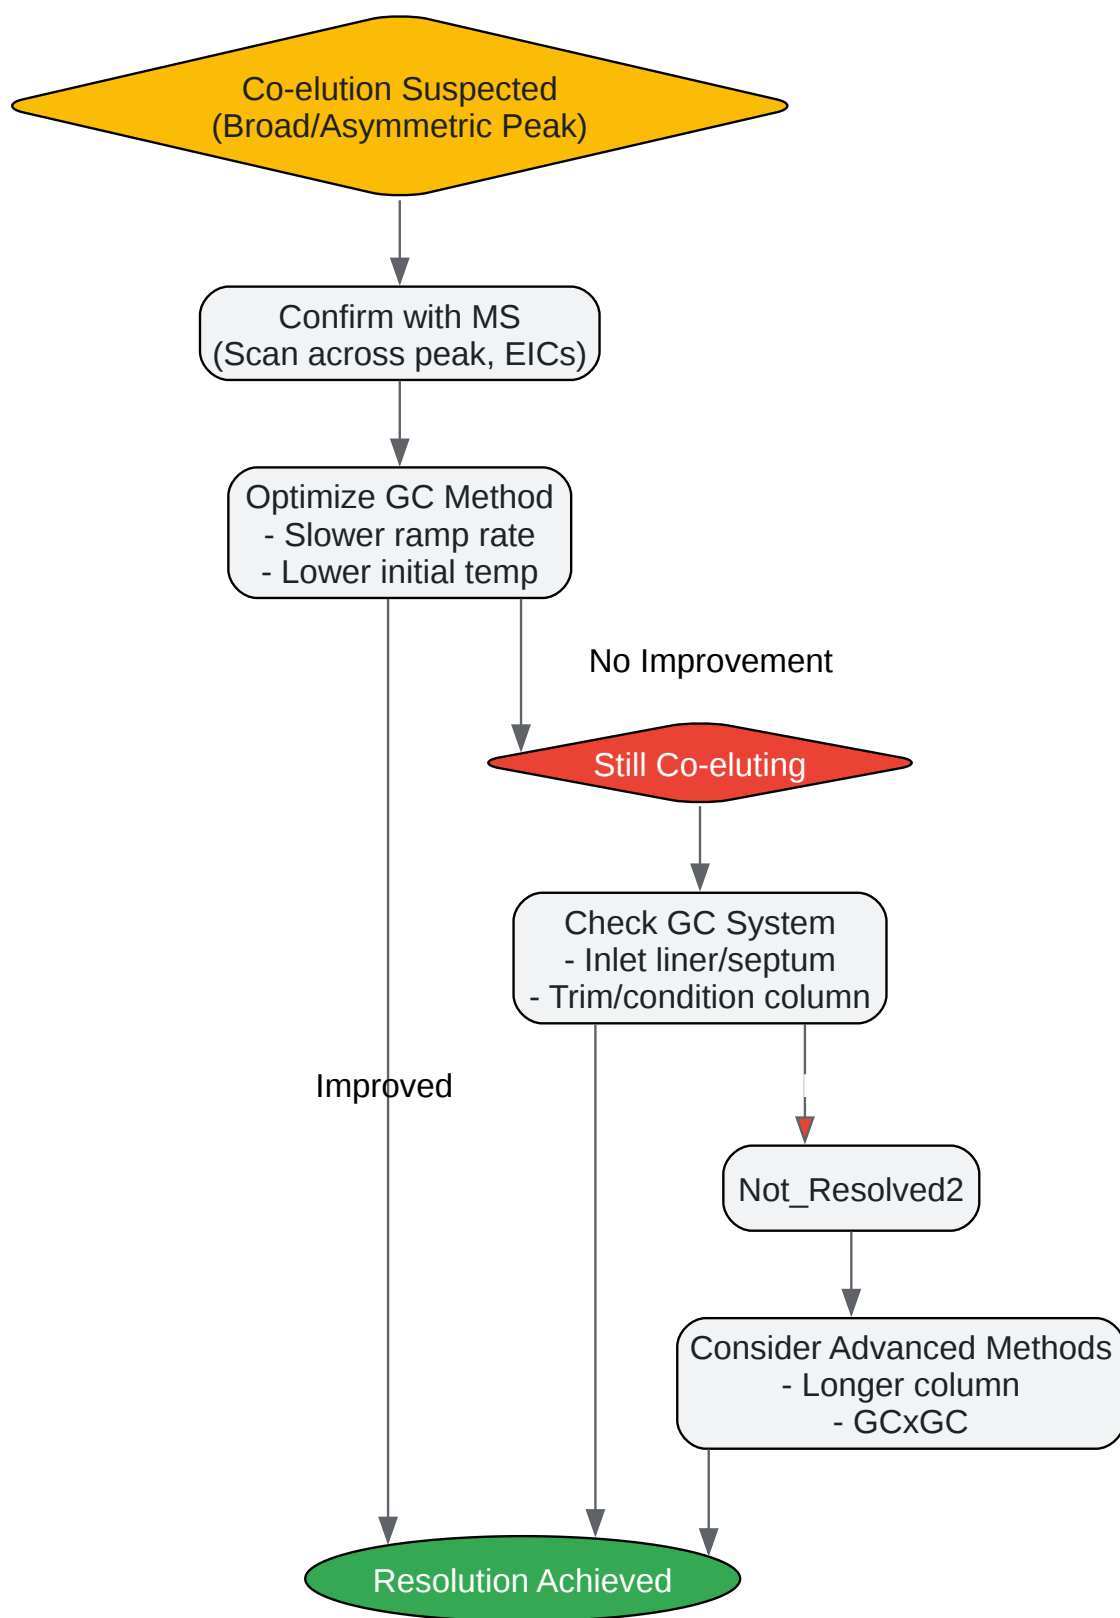 Co-elution Suspected
(Broad/Asymmetric Peak)
Confirm with MS
(Scan across peak, EICs)
Optimize GC Method
- Slower ramp rate
- Lower initial temp
No Improvement
Still Co-eluting
Check GC System
- Inlet liner/septum
- Trim/condition column
Improved
Not_Resolved2
Consider Advanced Methods
- Longer column
- GCxGC
Resolution Achieved